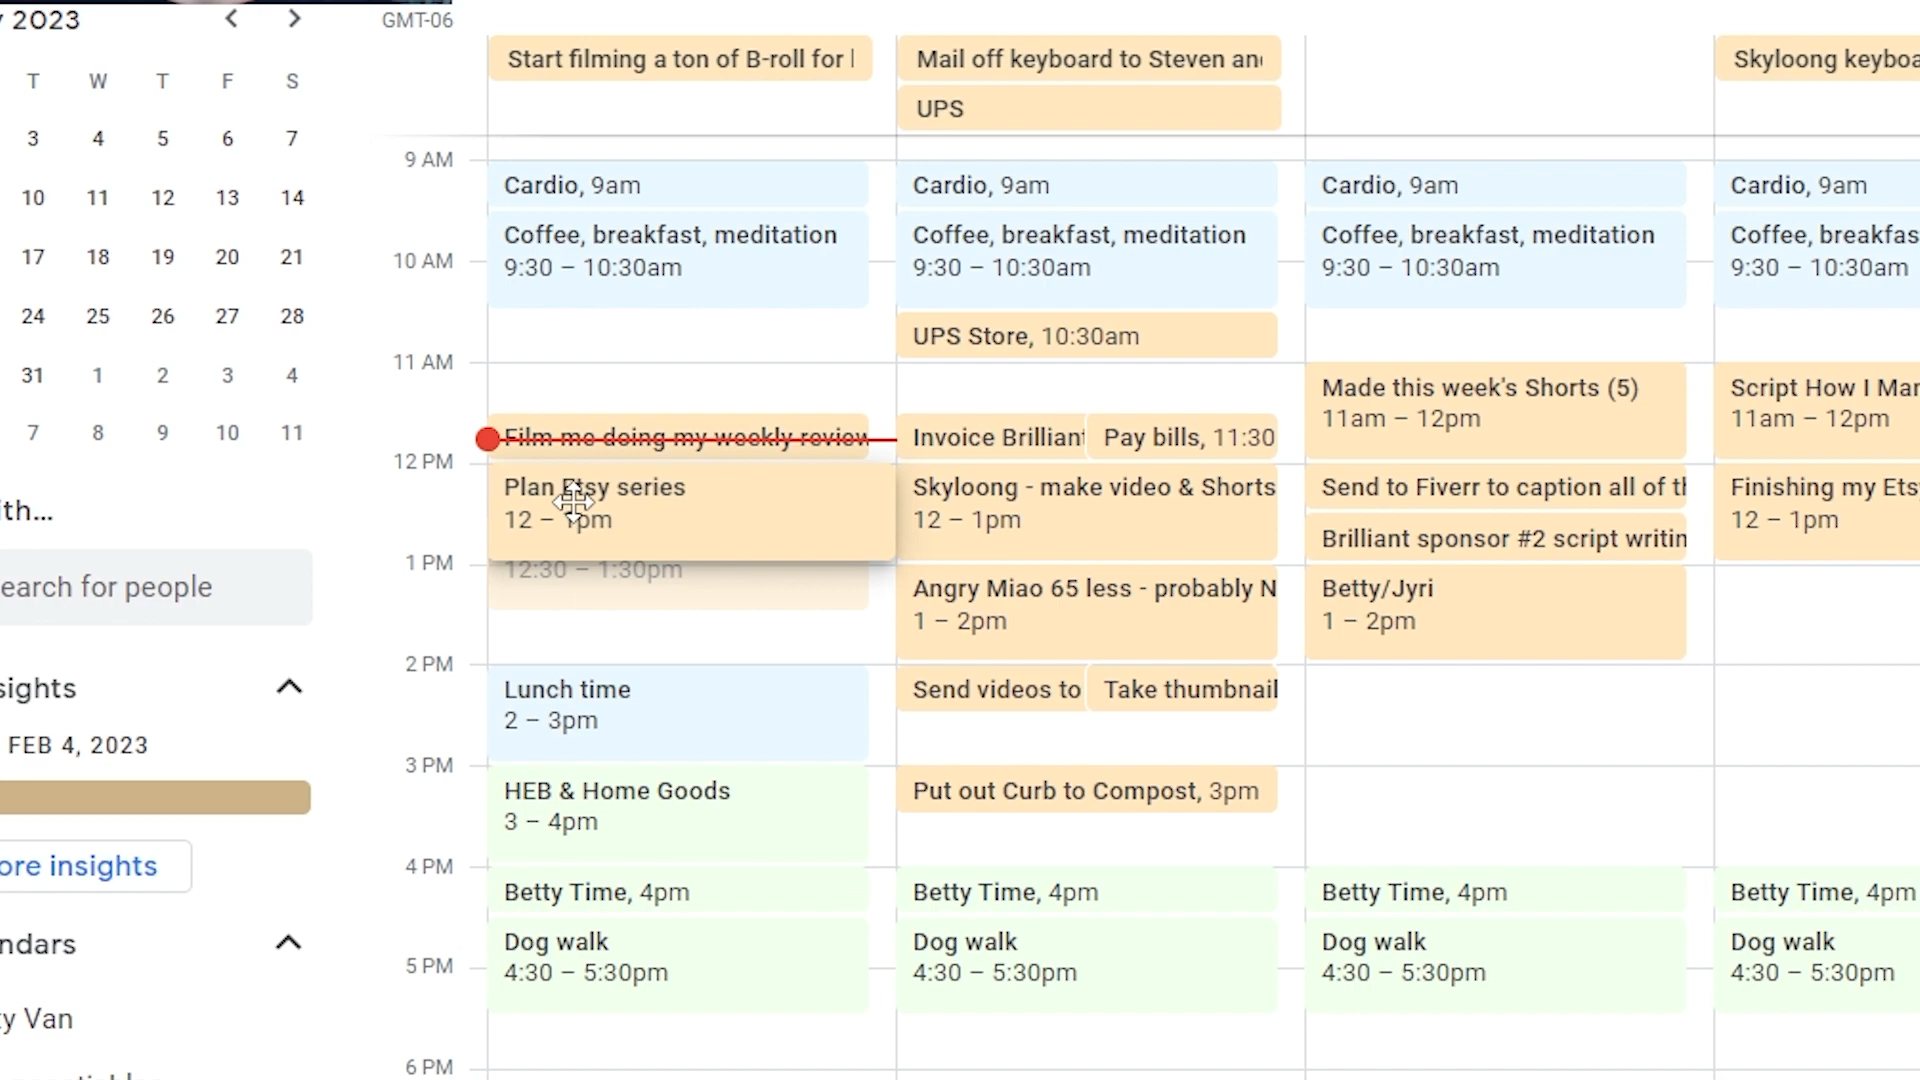 2023
GMT-06
T W T F S
3 4 5 6 7
10 11 12 13 14
17 18 19 20 21
24 25 26 27 28
31 1 2 3 4
7 8 9 10 11
ith...
earch for people
sights
FEB 4, 2023
ore insights
ndars
ty Van
Start filming a ton of B-roll for
Mail off keyboard to Steven and
UPS
Skyloong keyboa
9 AM
10 AM
11 AM
12 PM
1 PM
2 PM
3 PM
4 PM
5 PM
6 PM
Cardio, 9am
Coffee, breakfast, meditation
9:30 – 10:30am
Film me doing my weekly review
Plan Etsy series
12 – 1pm
12:30 – 1:30pm
Lunch time
2 – 3pm
HEB & Home Goods
3 – 4pm
Betty Time, 4pm
Dog walk
4:30 – 5:30pm
Cardio, 9am
Coffee, breakfast, meditation
9:30 – 10:30am
UPS Store, 10:30am
Invoice Brilliant
Pay bills, 11:30
Skyloong - make video & Shorts
12 – 1pm
Angry Miao 65 less - probably N
1 – 2pm
Send videos to
Take thumbnail
Put out Curb to Compost, 3pm
Betty Time, 4pm
Dog walk
4:30 – 5:30pm
Cardio, 9am
Coffee, breakfast, meditation
9:30 – 10:30am
Made this week's Shorts (5)
11am – 12pm
Send to Fiverr to caption all of th
Brilliant sponsor #2 script writin
Betty/Jyri
1 – 2pm
Betty Time, 4pm
Dog walk
4:30 – 5:30pm
Cardio, 9am
Coffee, breakfas
9:30 – 10:30am
Script How I Mar
11am – 12pm
Finishing my Ets
12 – 1pm
Betty Time, 4pm
Dog walk
4:30 – 5:30pm